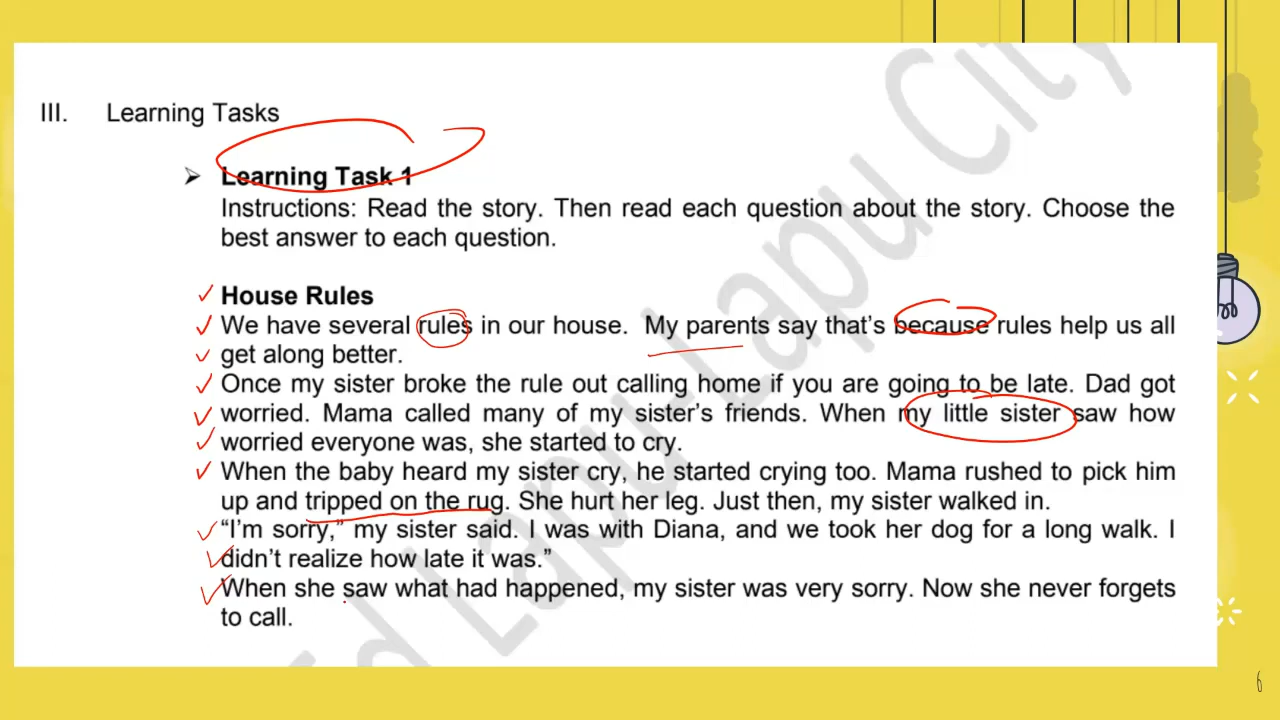 III. Learning Tasks
➢ Learning Task 1
Instructions: Read the story. Then read each question about the story. Choose the
best answer to each question.
House Rules
We have several rules in our house. My parents say that's because rules help us all
get along better.
Once my sister broke the rule out calling home if you are going to be late. Dad got
worried. Mama called many of my sister's friends. When my little sister saw how
worried everyone was, she started to cry.
When the baby heard my sister cry, he started crying too. Mama rushed to pick him
up and tripped on the rug. She hurt her leg. Just then, my sister walked in.
“I'm sorry,” my sister said. I was with Diana, and we took her dog for a long walk. I
didn't realize how late it was.”
When she saw what had happened, my sister was very sorry. Now she never forgets
to call.
Lapu-Lapu City
6